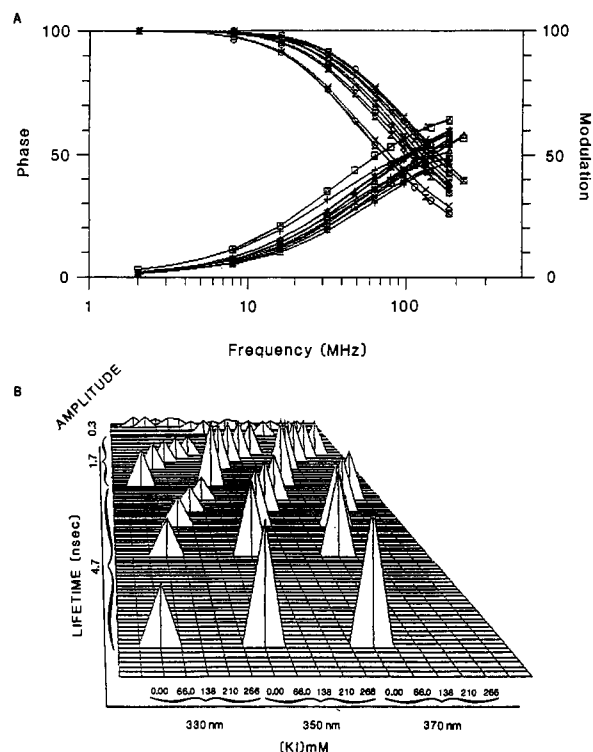 A
100
50
0
Phase
100
50
0
Modulation
1
10
100
Frequency (MHz)
B
AMPLITUDE
0.3
1.7
4.7
LIFETIME (nsec)
0.00 66.0 138 210 266 0.00 66.0 138 210 266 0.00 66.0 138 210 266
330 nm 350 nm 370 nm
[KI]mM